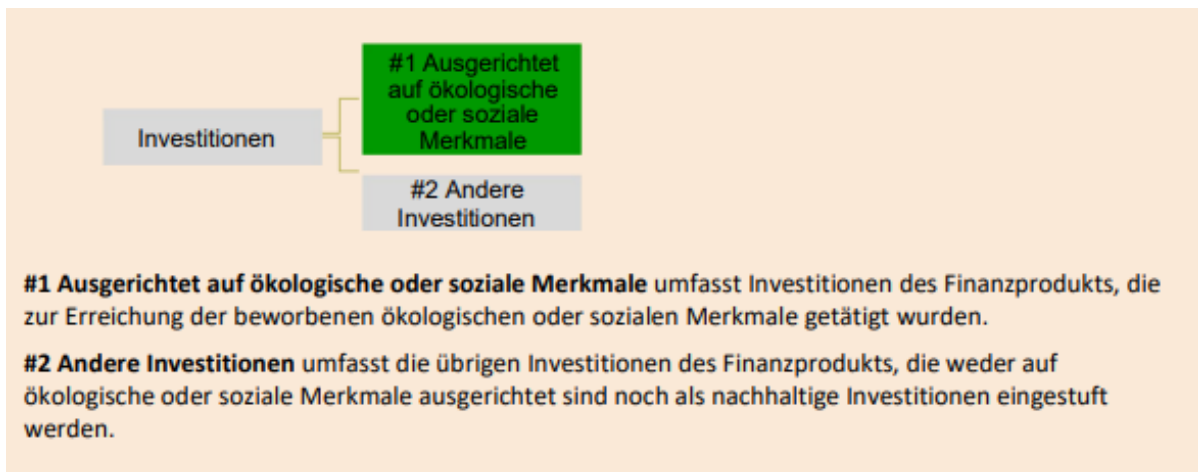 #1 Ausgerichtet
auf ökologische
oder soziale
Merkmale
Investitionen
#2 Andere
Investitionen
#1 Ausgerichtet auf ökologische oder soziale Merkmale umfasst Investitionen des Finanzprodukts, die
zur Erreichung der beworbenen ökologischen oder sozialen Merkmale getätigt wurden.
#2 Andere Investitionen umfasst die übrigen Investitionen des Finanzprodukts, die weder auf
ökologische oder soziale Merkmale ausgerichtet sind noch als nachhaltige Investitionen eingestuft
werden.